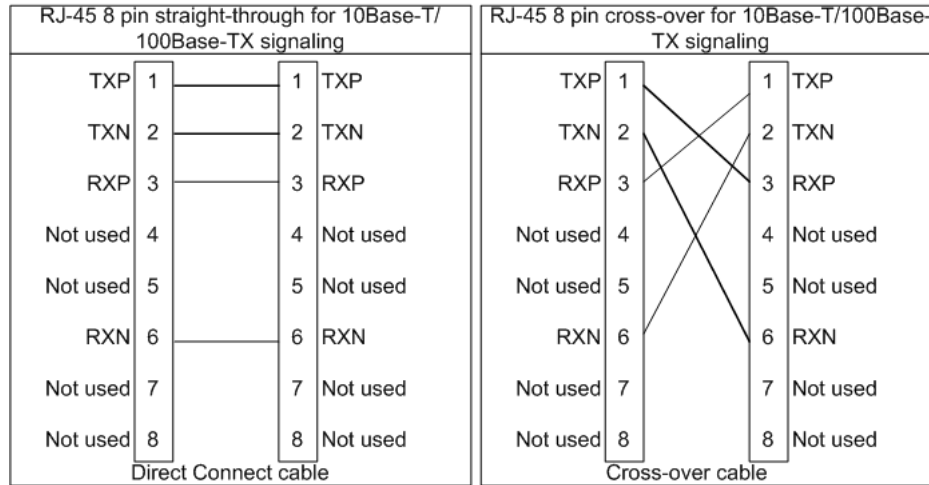 RJ-45 8 pin straight-through for 10Base-T/
100Base-TX signaling
TXP 1 1 TXP
TXN 2 2 TXN
RXP 3 3 RXP
Not used 4 4 Not used
Not used 5 5 Not used
RXN 6 6 RXN
Not used 7 7 Not used
Not used 8 8 Not used
Direct Connect cable
RJ-45 8 pin cross-over for 10Base-T/100Base-
TX signaling
TXP 1 1 TXP
TXN 2 2 TXN
RXP 3 3 RXP
Not used 4 4 Not used
Not used 5 5 Not used
RXN 6 6 RXN
Not used 7 7 Not used
Not used 8 8 Not used
Cross-over cable